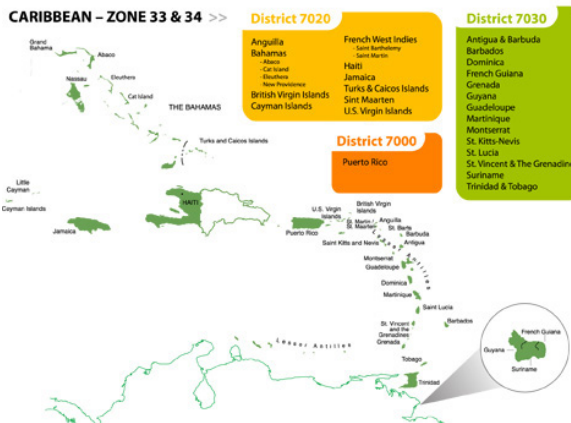 CARIBBEAN – ZONE 33 & 34 >>
District 7020
Anguilla
Bahamas
- Abaco
- Cat Island
- Eleuthera
- New Providence
British Virgin Islands
Cayman Islands
French West Indies
- Saint Barthelemy
- Saint Martin
Haiti
Jamaica
Turks & Caicos Islands
Sint Maarten
U.S. Virgin Islands
District 7000
Puerto Rico
District 7030
Antigua & Barbuda
Barbados
Dominica
French Guiana
Grenada
Guyana
Guadeloupe
Martinique
Montserrat
St. Kitts-Nevis
St. Lucia
St. Vincent & The Grenadine
Suriname
Trinidad & Tobago
Grand
Bahama
Abaco
Nassau
Eleuthera
Cat Island
THE BAHAMAS
Turks and Caicos Islands
Little
Cayman
Cayman Islands
Jamaica
HAITI
Puerto Rico
U.S. Virgin
Islands
British Virgin
Islands
Anguilla
St. Martin
St. Maarten
St. Barts
Barbuda
Saint Kitts and Nevis
Antigua
Montserrat
Guadeloupe
Antilles
Dominica
Martinique
Saint Lucia
St. Vincent
and the
Grenadines
Barbados
Grenada
Lesser Antilles
Tobago
Trinidad
French Guiana
Guyana
Suriname